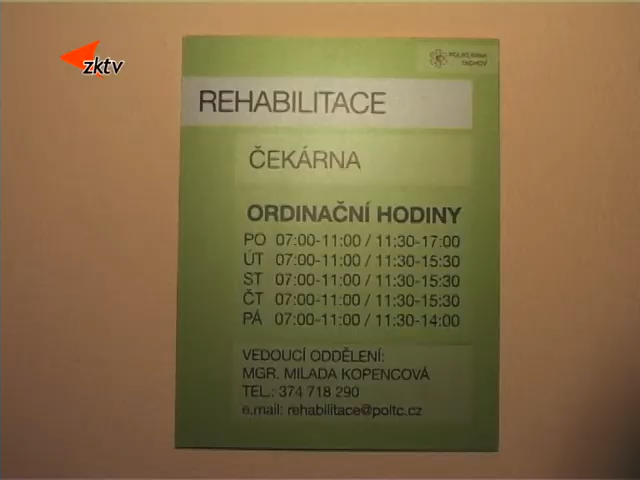 zktv
POLIKLINIKA
TACHOV
REHABILITACE
ČEKÁRNA
ORDINAČNÍ HODINY
PO 07:00-11:00 / 11:30-17:00
ÚT 07:00-11:00 / 11:30-15:30
ST 07:00-11:00 / 11:30-15:30
ČT 07:00-11:00 / 11:30-15:30
PÁ 07:00-11:00 / 11:30-14:00
VEDOUCÍ ODDĚLENÍ:
MGR. MILADA KOPENCOVÁ
TEL.: 374 718 290
e.mail: rehabilitace@poltc.cz